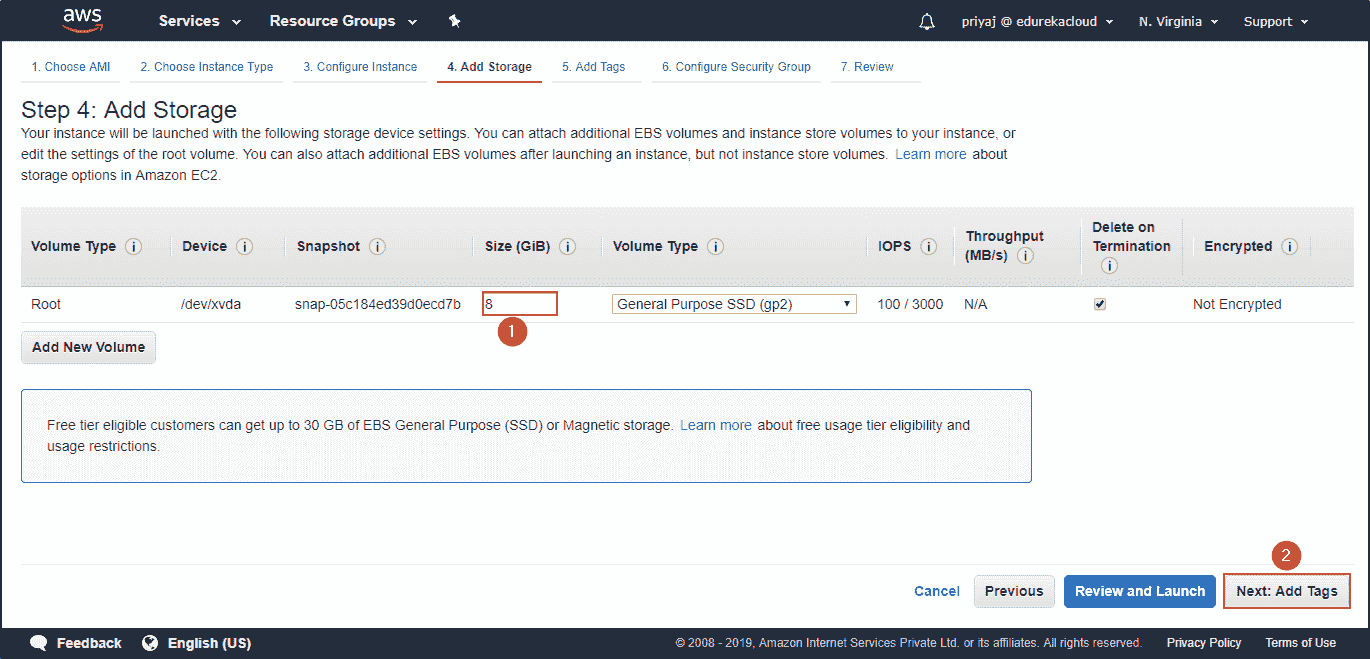 aws
Services
Resource Groups
priyaj @ edurekacloud
N. Virginia
Support
1. Choose AMI
2. Choose Instance Type
3. Configure Instance
4. Add Storage
5. Add Tags
6. Configure Security Group
7. Review
Step 4: Add Storage
Your instance will be launched with the following storage device settings. You can attach additional EBS volumes and instance store volumes to your instance, or
edit the settings of the root volume. You can also attach additional EBS volumes after launching an instance, but not instance store volumes. Learn more about
storage options in Amazon EC2.
Volume Type i
Device i
Snapshot i
Size (GiB) i
Volume Type i
IOPS i
Throughput
(MB/s) i
Delete on
Termination
i
Encrypted i
Root
/dev/xvda
snap-05c184ed39d0ecd7b
8
General Purpose SSD (gp2)
100 / 3000
N/A
Not Encrypted
1
Add New Volume
Free tier eligible customers can get up to 30 GB of EBS General Purpose (SSD) or Magnetic storage. Learn more about free usage tier eligibility and
usage restrictions.
2
Cancel
Previous
Review and Launch
Next: Add Tags
Feedback
English (US)
© 2008 - 2019, Amazon Internet Services Private Ltd. or its affiliates. All rights reserved.
Privacy Policy
Terms of Use